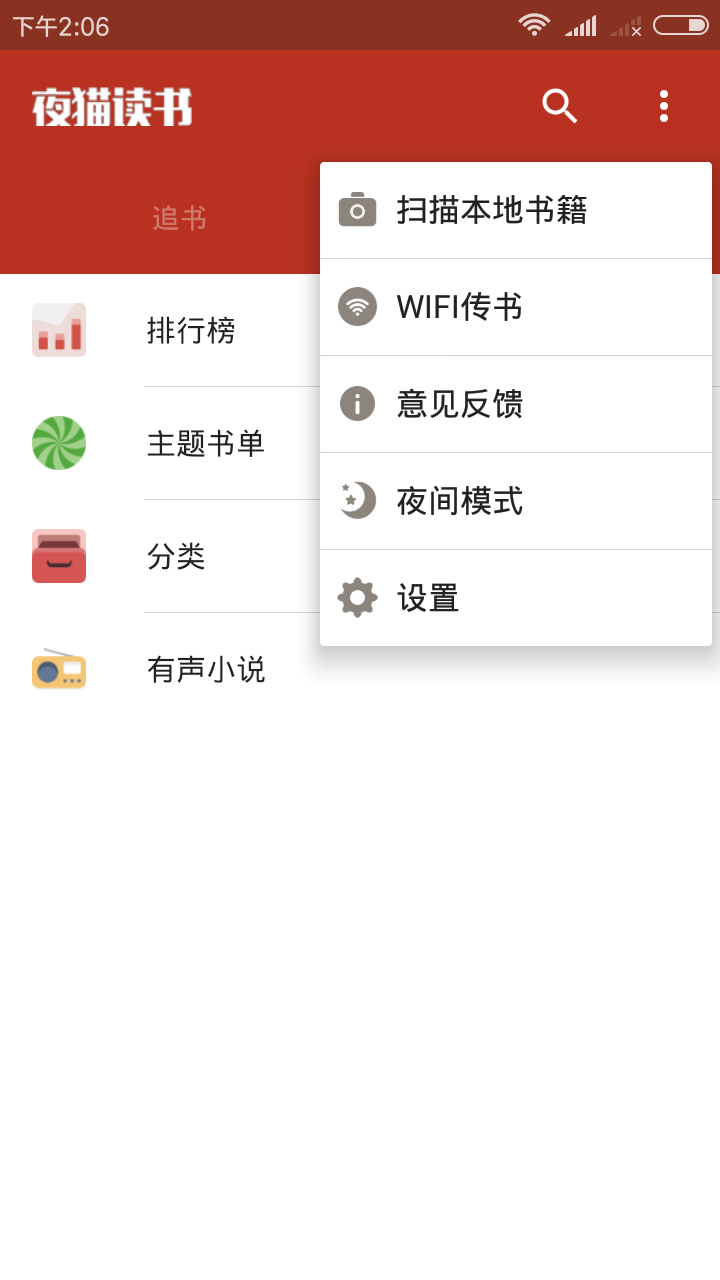 下午2:06
夜猫读书
追书
扫描本地书籍
WIFI传书
意见反馈
夜间模式
设置
排行榜
主题书单
分类
有声小说